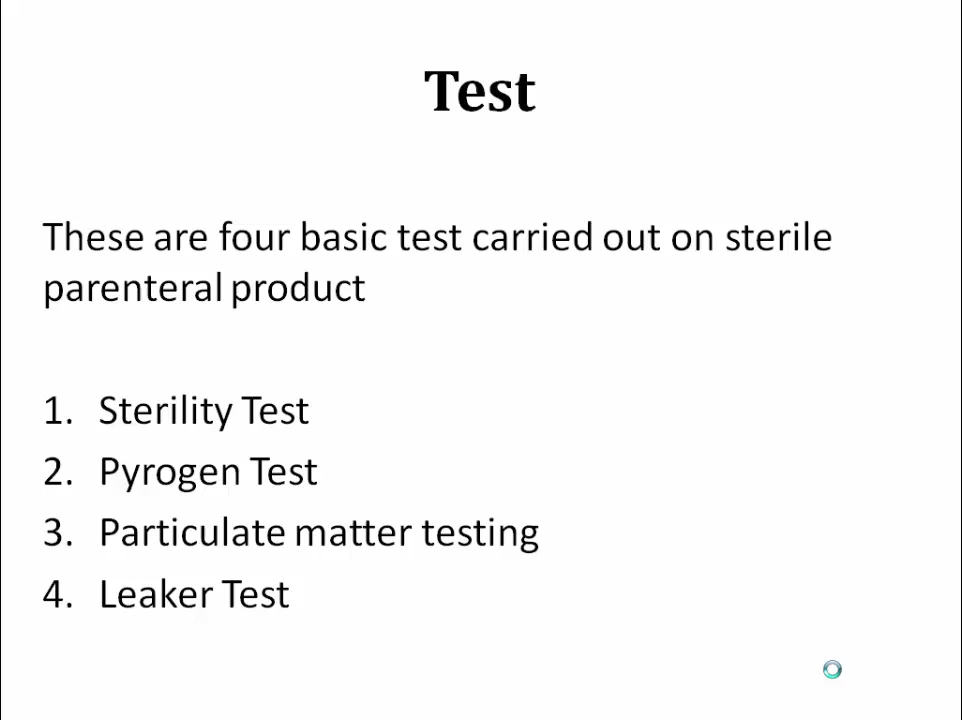 Test
These are four basic test carried out on sterile
parenteral product
1. Sterility Test
2. Pyrogen Test
3. Particulate matter testing
4. Leaker Test